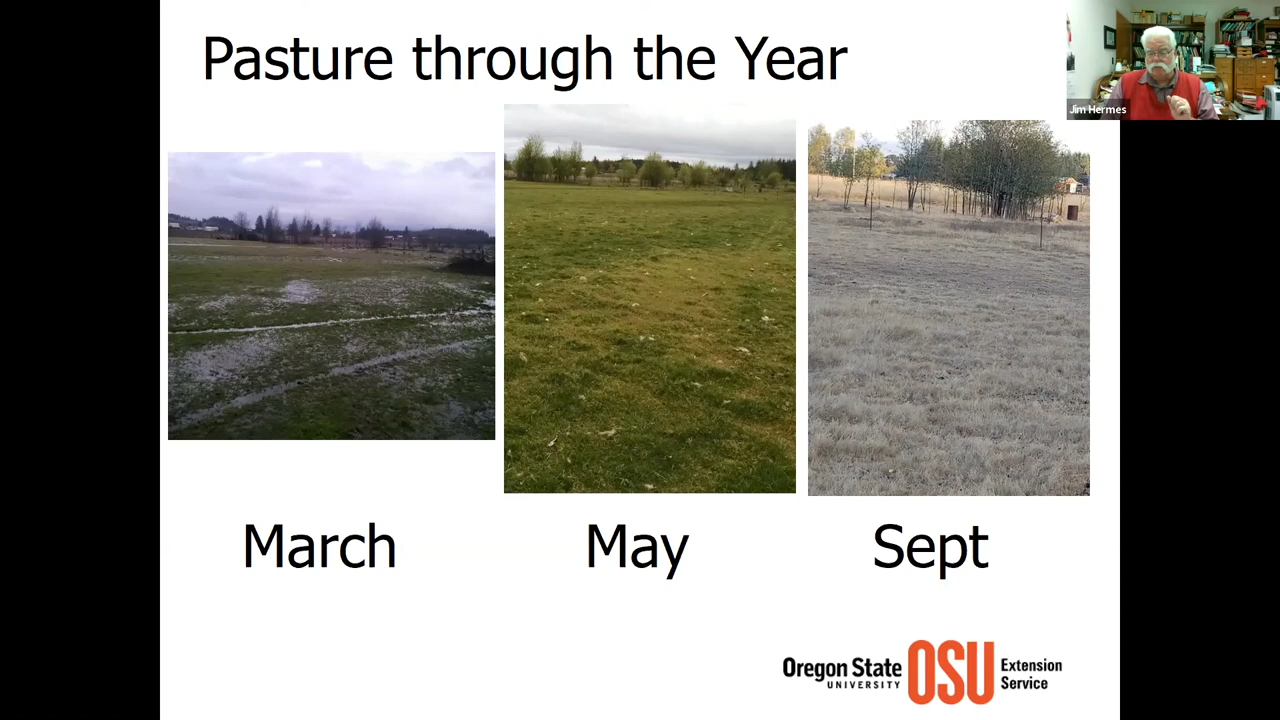 Pasture through the Year
Jim Hermes
March
May
Sept
Oregon State
UNIVERSITY
OSU
Extension
Service